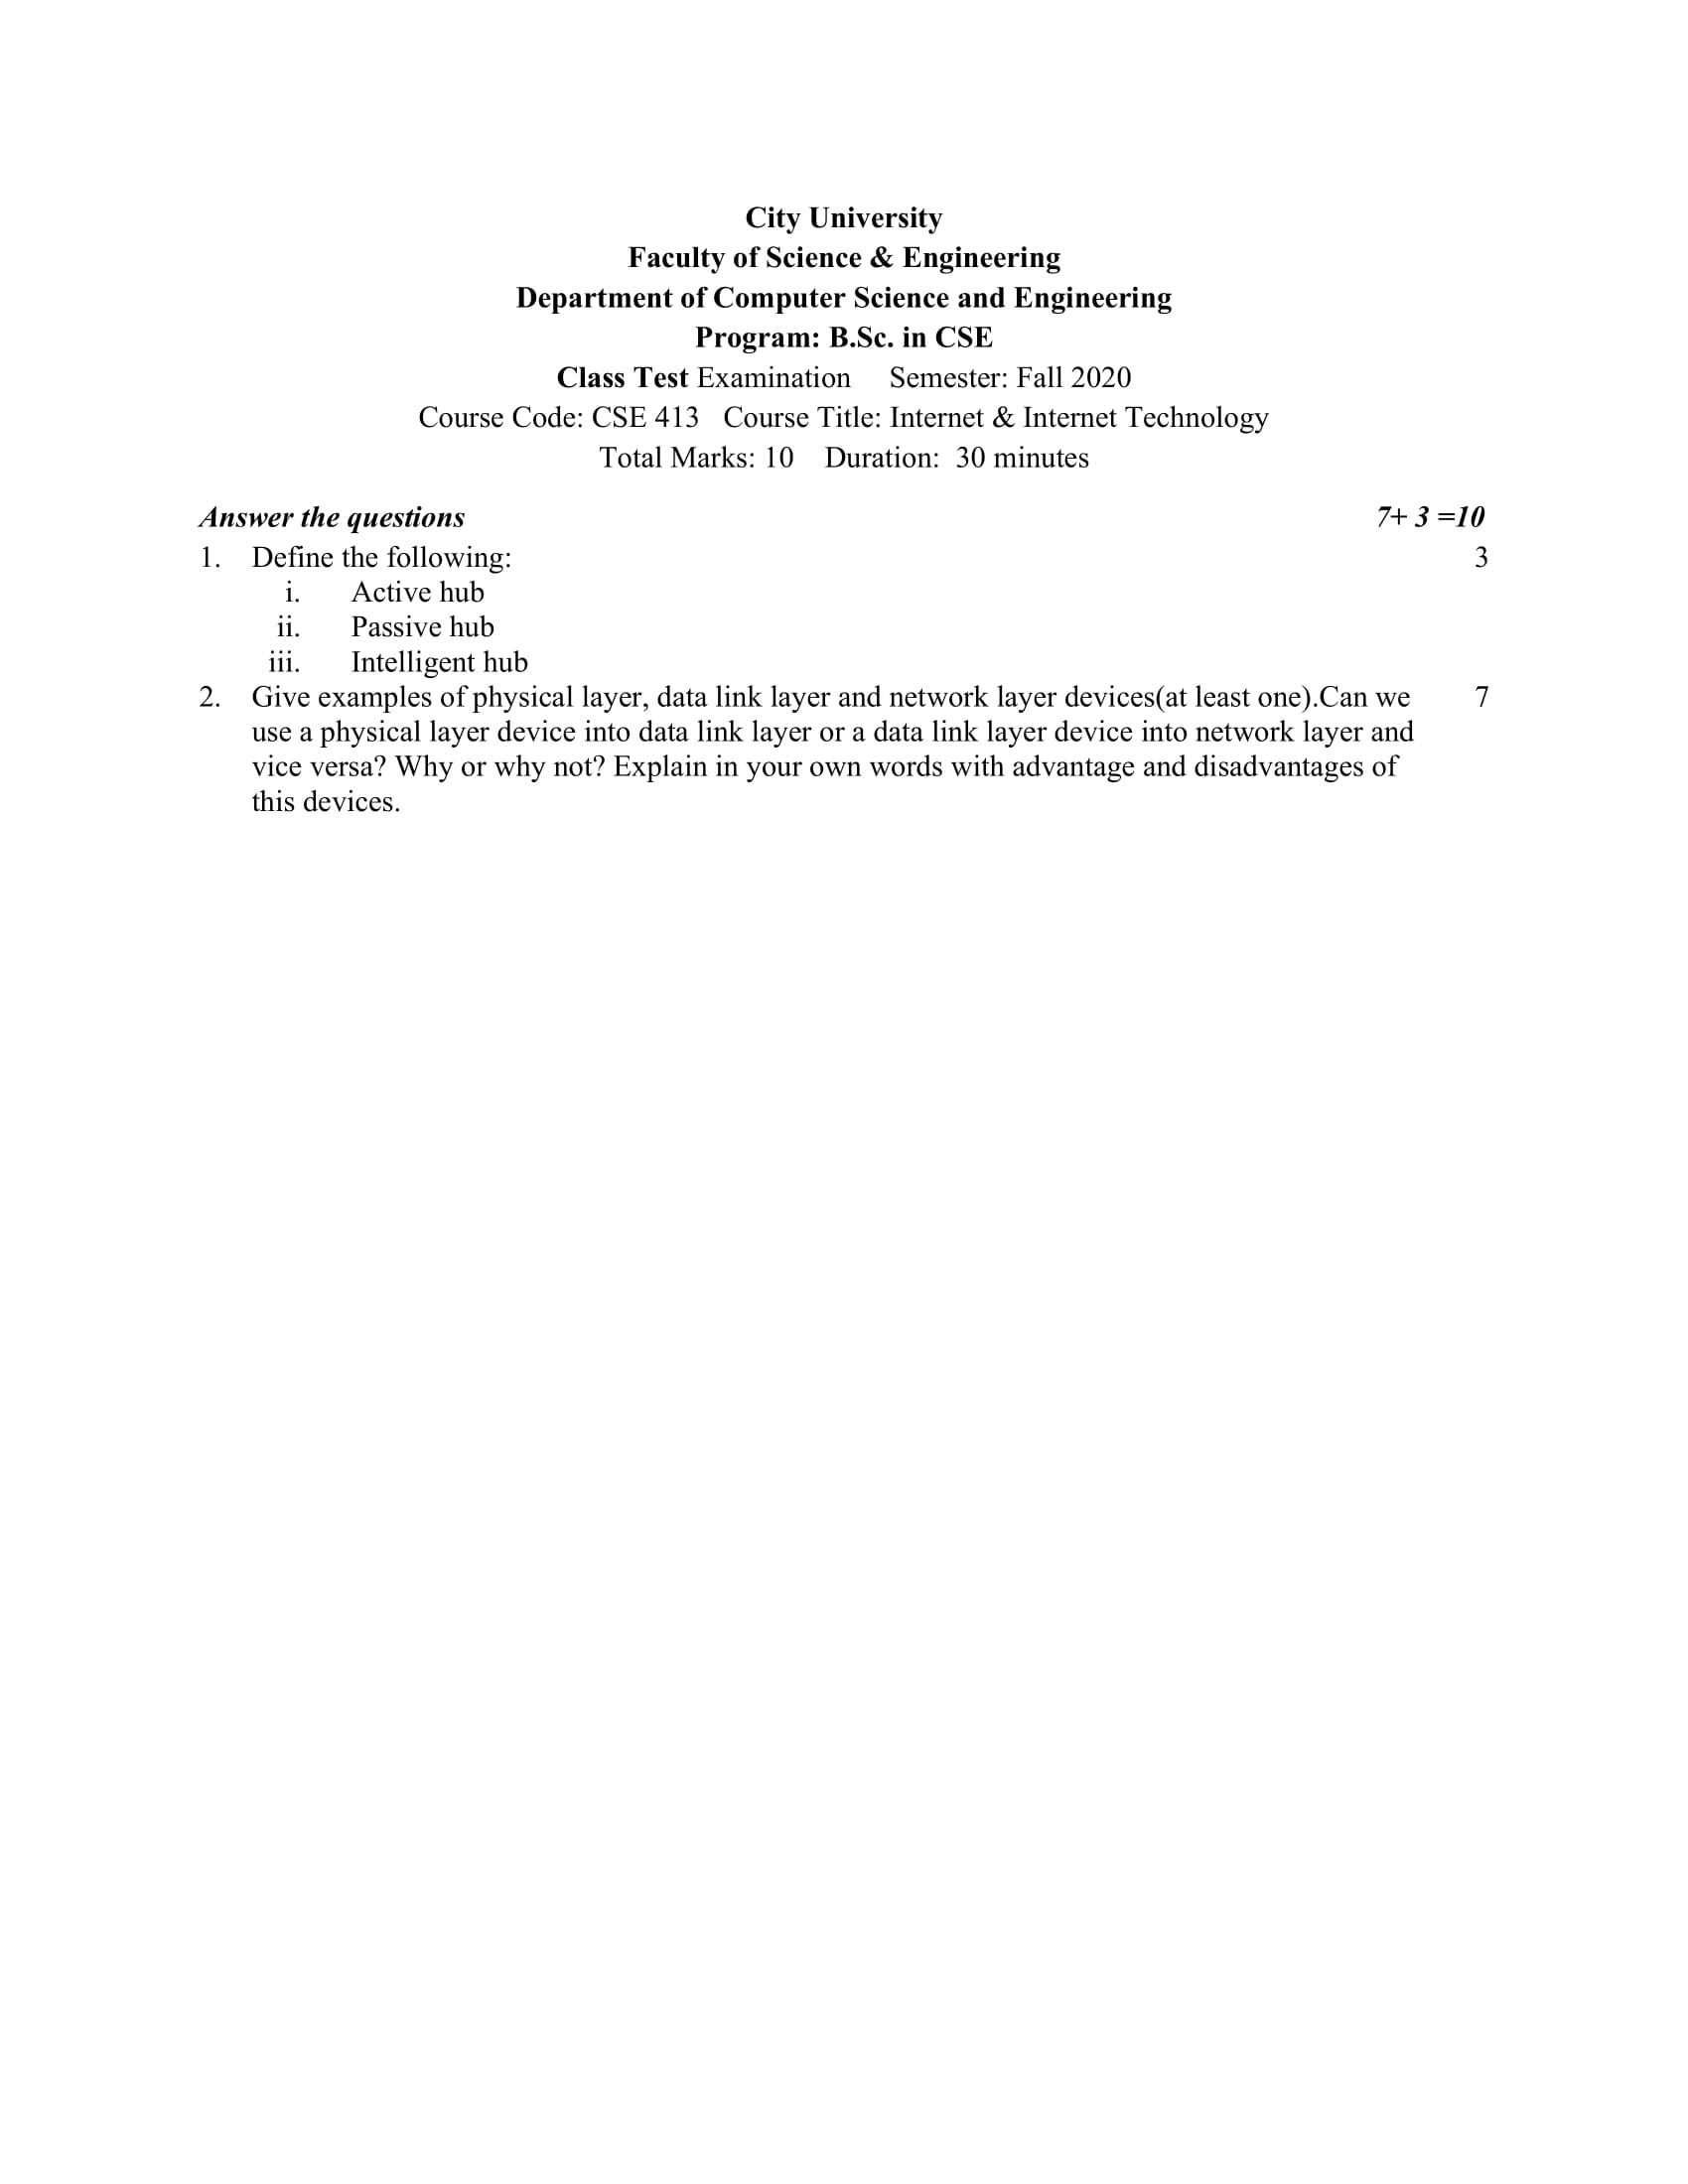 City University
Faculty of Science & Engineering
Department of Computer Science and Engineering
Program: B.Sc. in CSE
Class Test Examination Semester: Fall 2020
Course Code: CSE 413 Course Title: Internet & Internet Technology
Total Marks: 10 Duration: 30 minutes
Answer the questions 7+ 3 =10
1. Define the following: 3
i. Active hub
ii. Passive hub
iii. Intelligent hub
2. Give examples of physical layer, data link layer and network layer devices(at least one).Can we 7
use a physical layer device into data link layer or a data link layer device into network layer and
vice versa? Why or why not? Explain in your own words with advantage and disadvantages of
this devices.